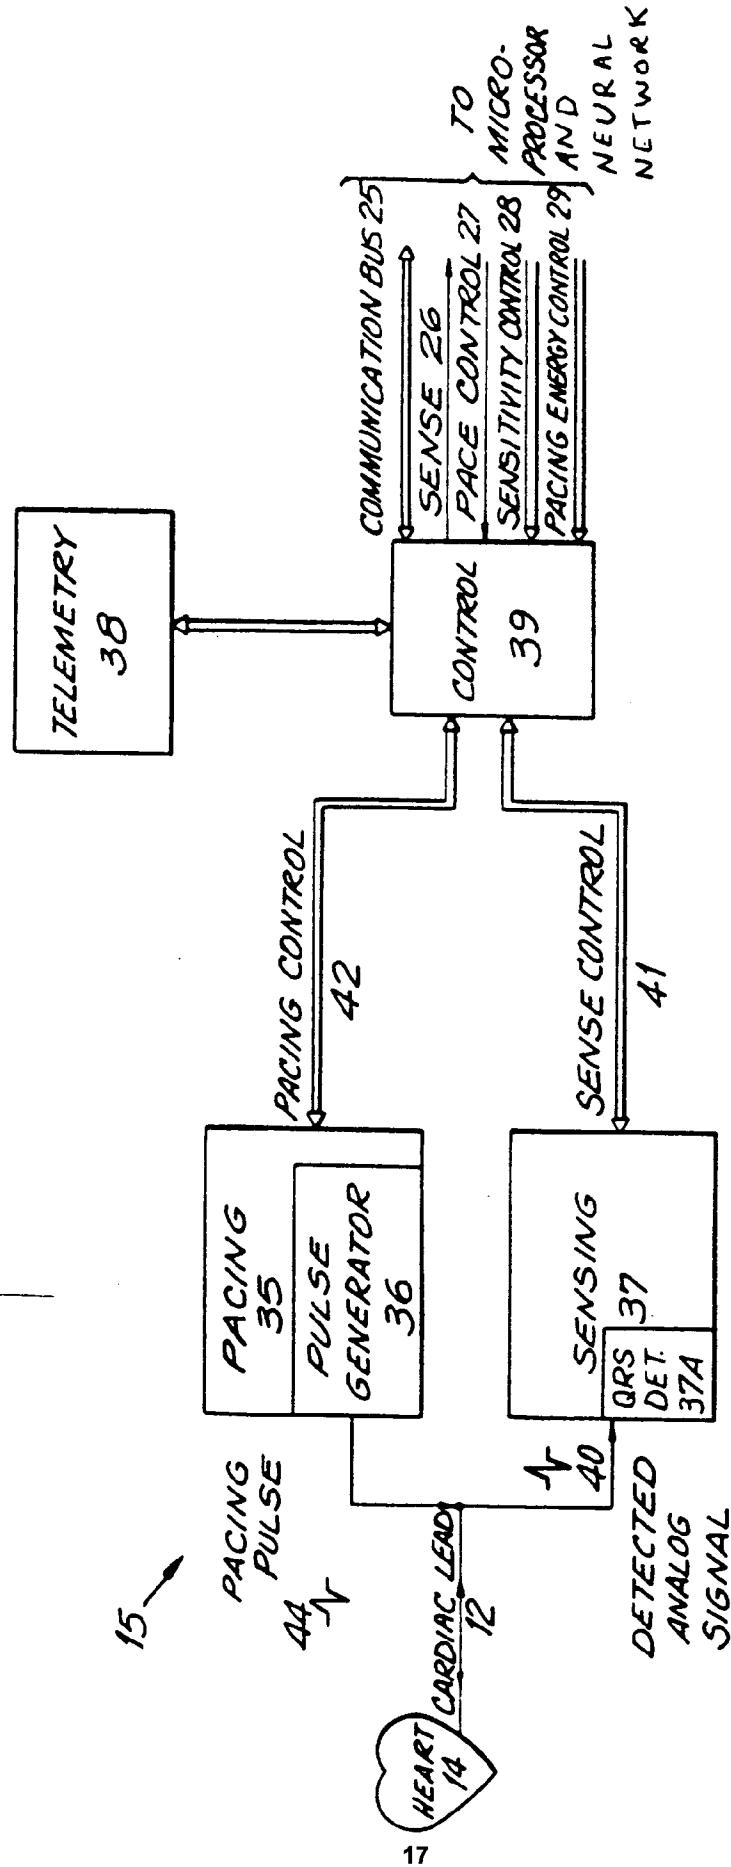 15
TELEMETRY
38
PACING
PULSE
44
PACING
35
PULSE
GENERATOR
36
PACING CONTROL
42
HEART
14
CARDIAC LEAD
12
CONTROL
39
COMMUNICATION BUS 25
SENSE 26
PACE CONTROL 27
SENSITIVITY CONTROL 28
PACING ENERGY CONTROL 29
TO
MICRO-
PROCESSOR
AND
NEURAL
NETWORK
40
DETECTED
ANALOG
SIGNAL
SENSING
37
QRS
DET.
37A
SENSE CONTROL
41
17